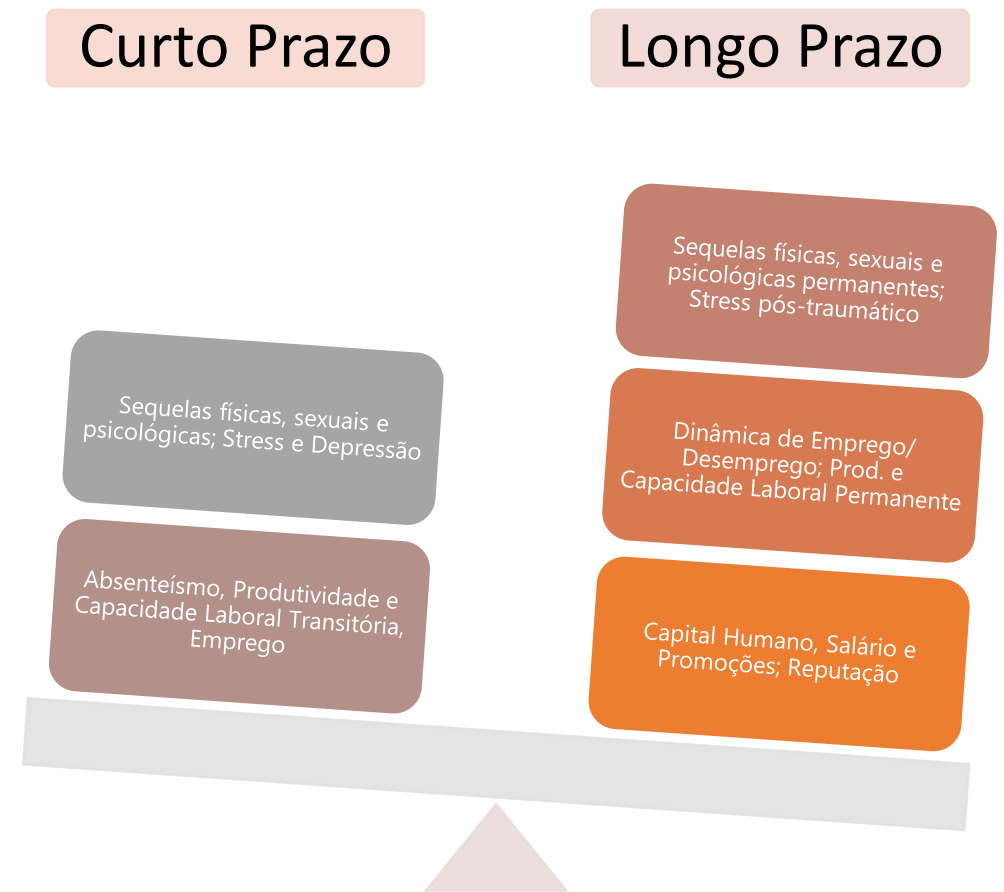 Curto Prazo
Longo Prazo
Sequelas físicas, sexuais e
psicológicas; Stress e Depressão
Absenteísmo, Produtividade e
Capacidade Laboral Transitória,
Emprego
Sequelas físicas, sexuais e
psicológicas permanentes;
Stress pós-traumático
Dinâmica de Emprego/
Desemprego; Prod. e
Capacidade Laboral Permanente
Capital Humano, Salário e
Promoções; Reputação